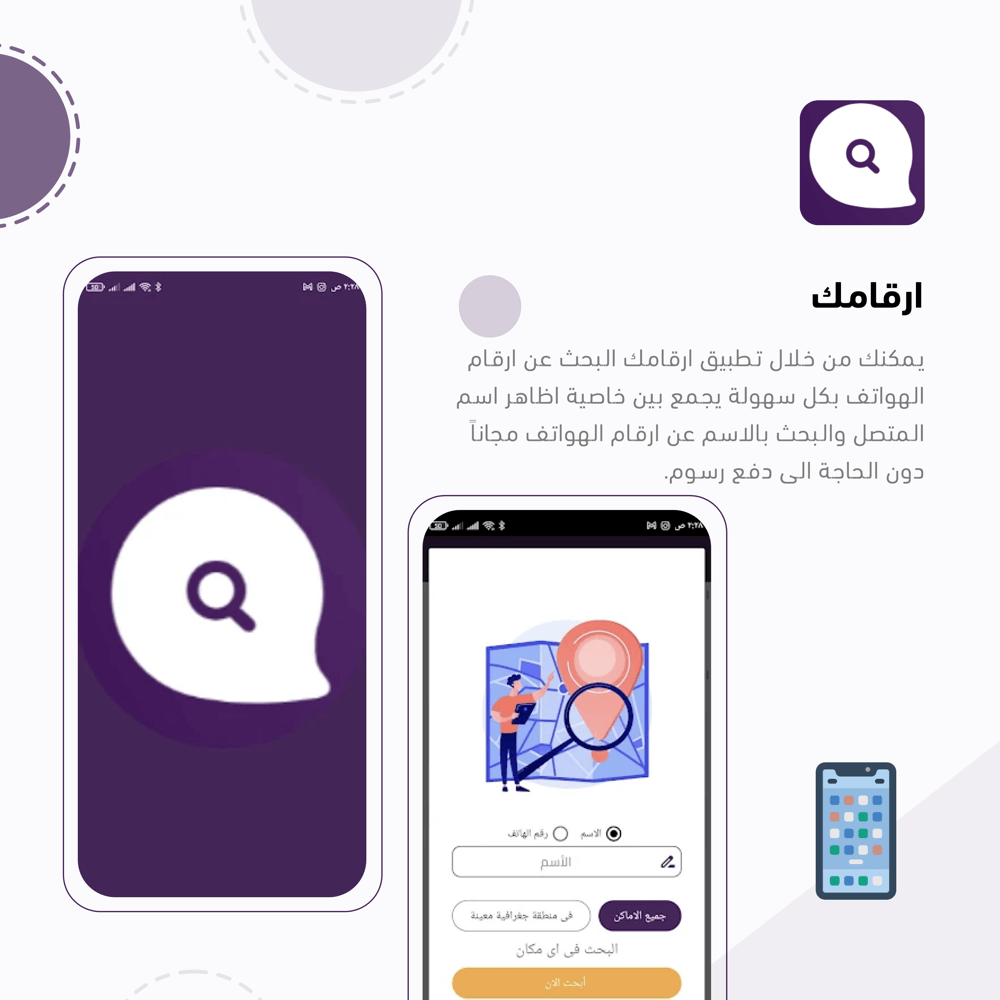 ارقامك
يمكنك من خلال تطبيق ارقامك البحث عن ارقام
الهواتف بكل سهولة يجمع بين خاصية اظاهر اسم
المتصل والبحث بالاسم عن ارقام الهواتف مجاناً
دون الحاجة الى دفع رسوم.
٢:٢٨ ص
50
٢:٢٨ ص
50
الاسم
رقم الهاتف
الأسم
جميع الاماكن
فى منطقة جغرافية معينة
البحث فى اى مكان
أبحث الان